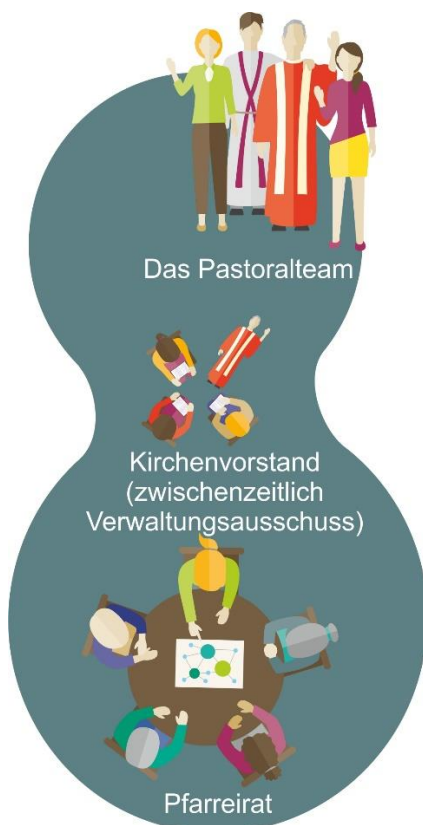 Das Pastoralteam
Kirchenvorstand
(zwischenzeitlich
Verwaltungsausschuss)
Pfarreirat